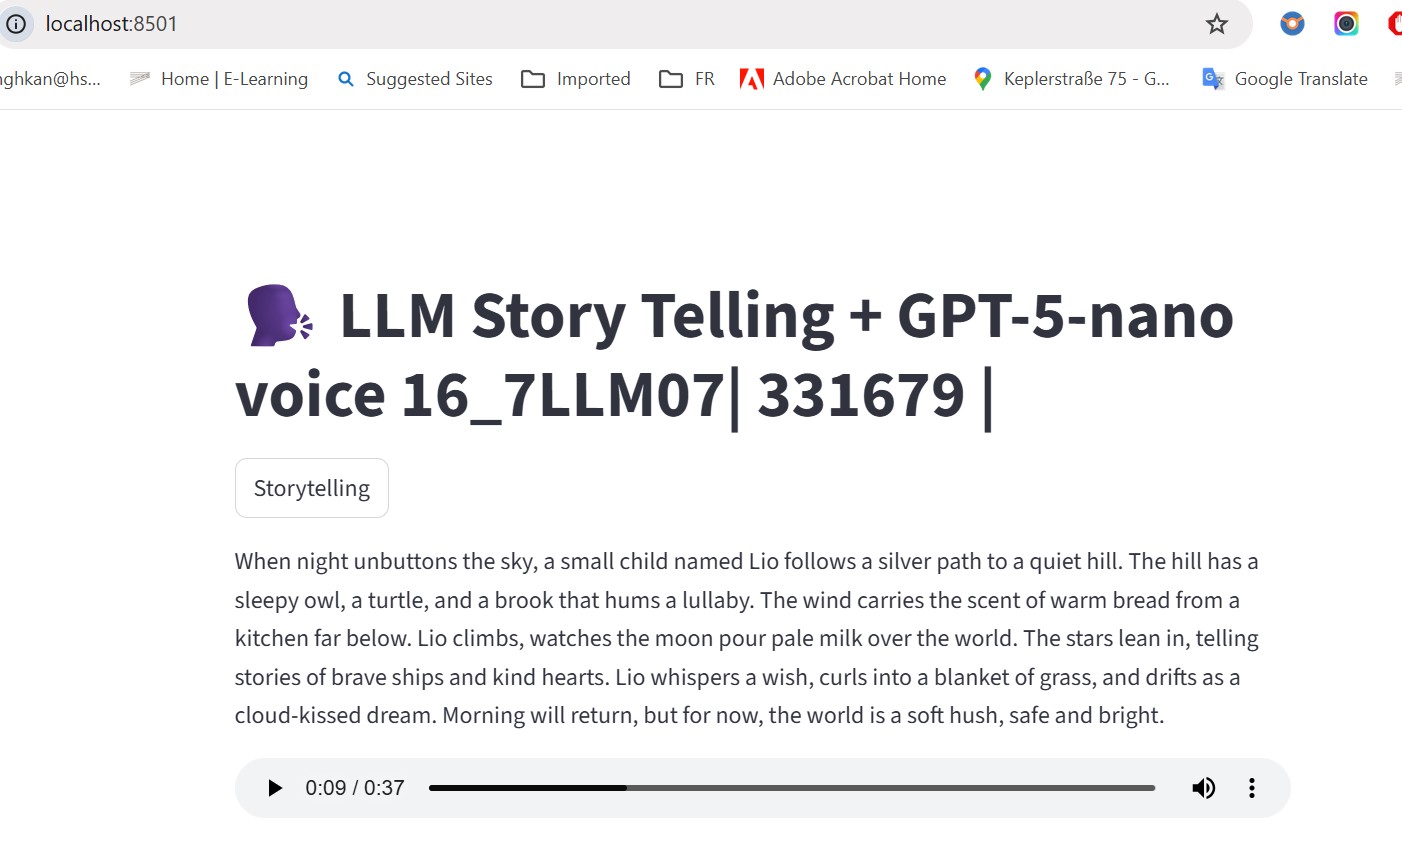 localhost:8501
nghkan@hs... Home | E-Learning Suggested Sites Imported FR Adobe Acrobat Home Keplerstraße 75 - G... Google Translate
LLM Story Telling + GPT-5-nano
voice 16_7LLM07| 331679 |
Storytelling
When night unbuttons the sky, a small child named Lio follows a silver path to a quiet hill. The hill has a
sleepy owl, a turtle, and a brook that hums a lullaby. The wind carries the scent of warm bread from a
kitchen far below. Lio climbs, watches the moon pour pale milk over the world. The stars lean in, telling
stories of brave ships and kind hearts. Lio whispers a wish, curls into a blanket of grass, and drifts as a
cloud-kissed dream. Morning will return, but for now, the world is a soft hush, safe and bright.
0:09 / 0:37